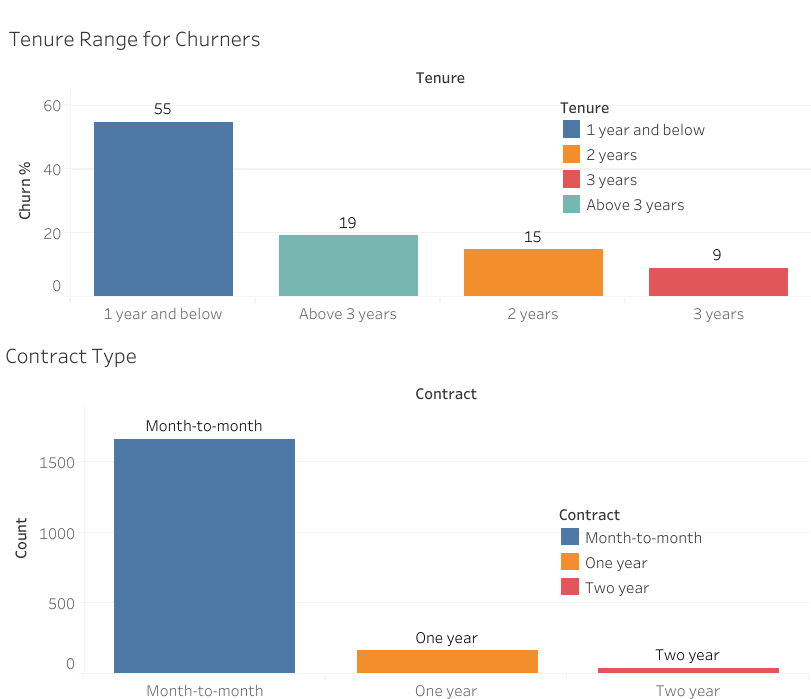 Tenure Range for Churners
Tenure
60
40
20
0
Churn %
55
19
15
9
Tenure
1 year and below
2 years
3 years
Above 3 years
1 year and below
Above 3 years
2 years
3 years
Contract Type
Contract
1500
1000
500
0
Count
Month-to-month
One year
Two year
Contract
Month-to-month
One year
Two year
Month-to-month
One year
Two year